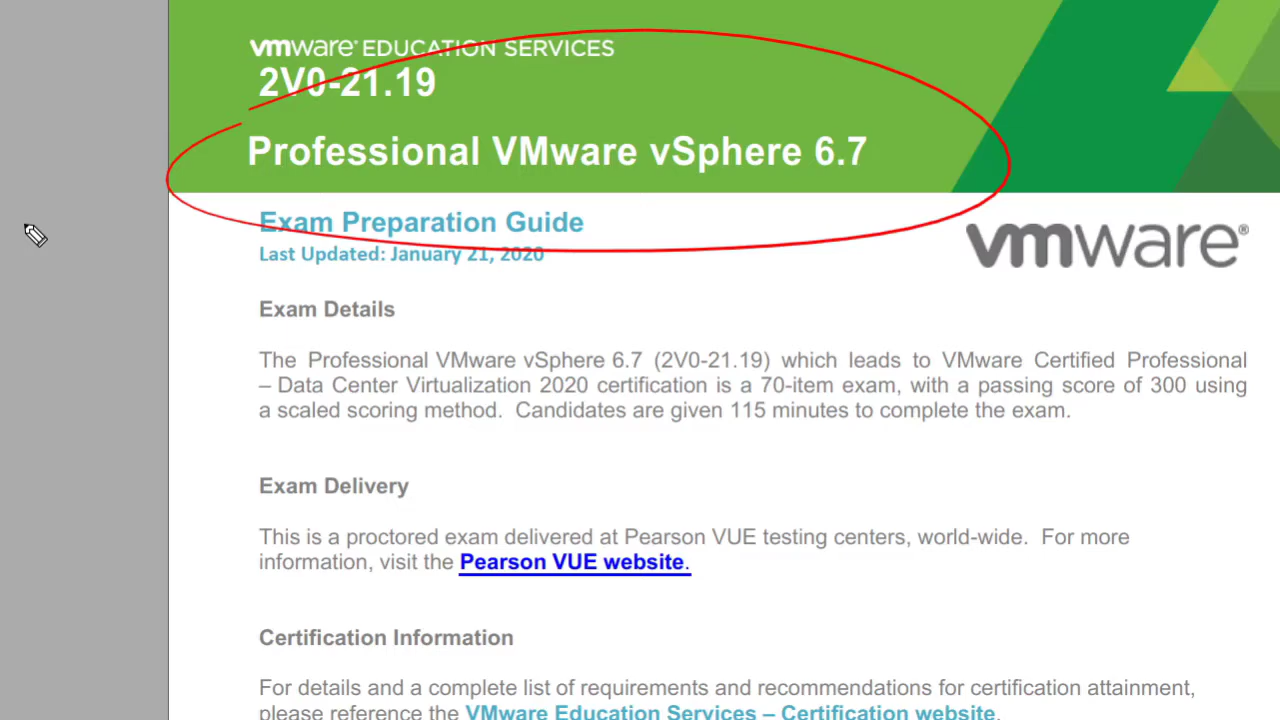 vmware® EDUCATION SERVICES
2V0-21.19
Professional VMware vSphere 6.7
Exam Preparation Guide
Last Updated: January 21, 2020
vmware®
Exam Details
The Professional VMware vSphere 6.7 (2V0-21.19) which leads to VMware Certified Professional
– Data Center Virtualization 2020 certification is a 70-item exam, with a passing score of 300 using
a scaled scoring method. Candidates are given 115 minutes to complete the exam.
Exam Delivery
This is a proctored exam delivered at Pearson VUE testing centers, world-wide. For more
information, visit the Pearson VUE website.
Certification Information
For details and a complete list of requirements and recommendations for certification attainment,
please reference the VMware Education Services – Certification website.